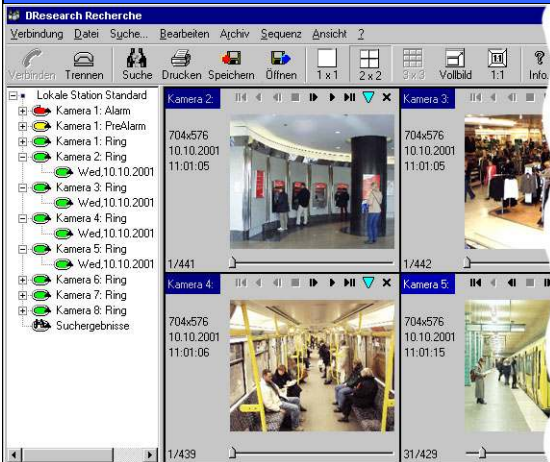 DResearch Recherche
Verbindung Datei Suche... Bearbeiten Archiv Sequenz Ansicht ?
Verbinden Trennen Suche Drucken Speichern Öffnen 1 x 1 2 x 2 3 x 3 Vollbild 1:1 Info.
Lokale Station Standard
Kamera 1: Alarm
Kamera 1: PreAlarm
Kamera 1: Ring
Kamera 2: Ring
Wed,10.10.2001
Kamera 3: Ring
Wed,10.10.2001
Kamera 4: Ring
Wed,10.10.2001
Kamera 5: Ring
Wed,10.10.2001
Kamera 6: Ring
Kamera 7: Ring
Kamera 8: Ring
Suchergebnisse
Kamera 2:
704x576
10.10.2001
11:01:05
1/441
Kamera 3:
704x576
10.10.2001
11:01:05
1/442
Kamera 4:
704x576
10.10.2001
11:01:06
1/439
Kamera 5:
704x576
10.10.2001
11:01:15
31/429